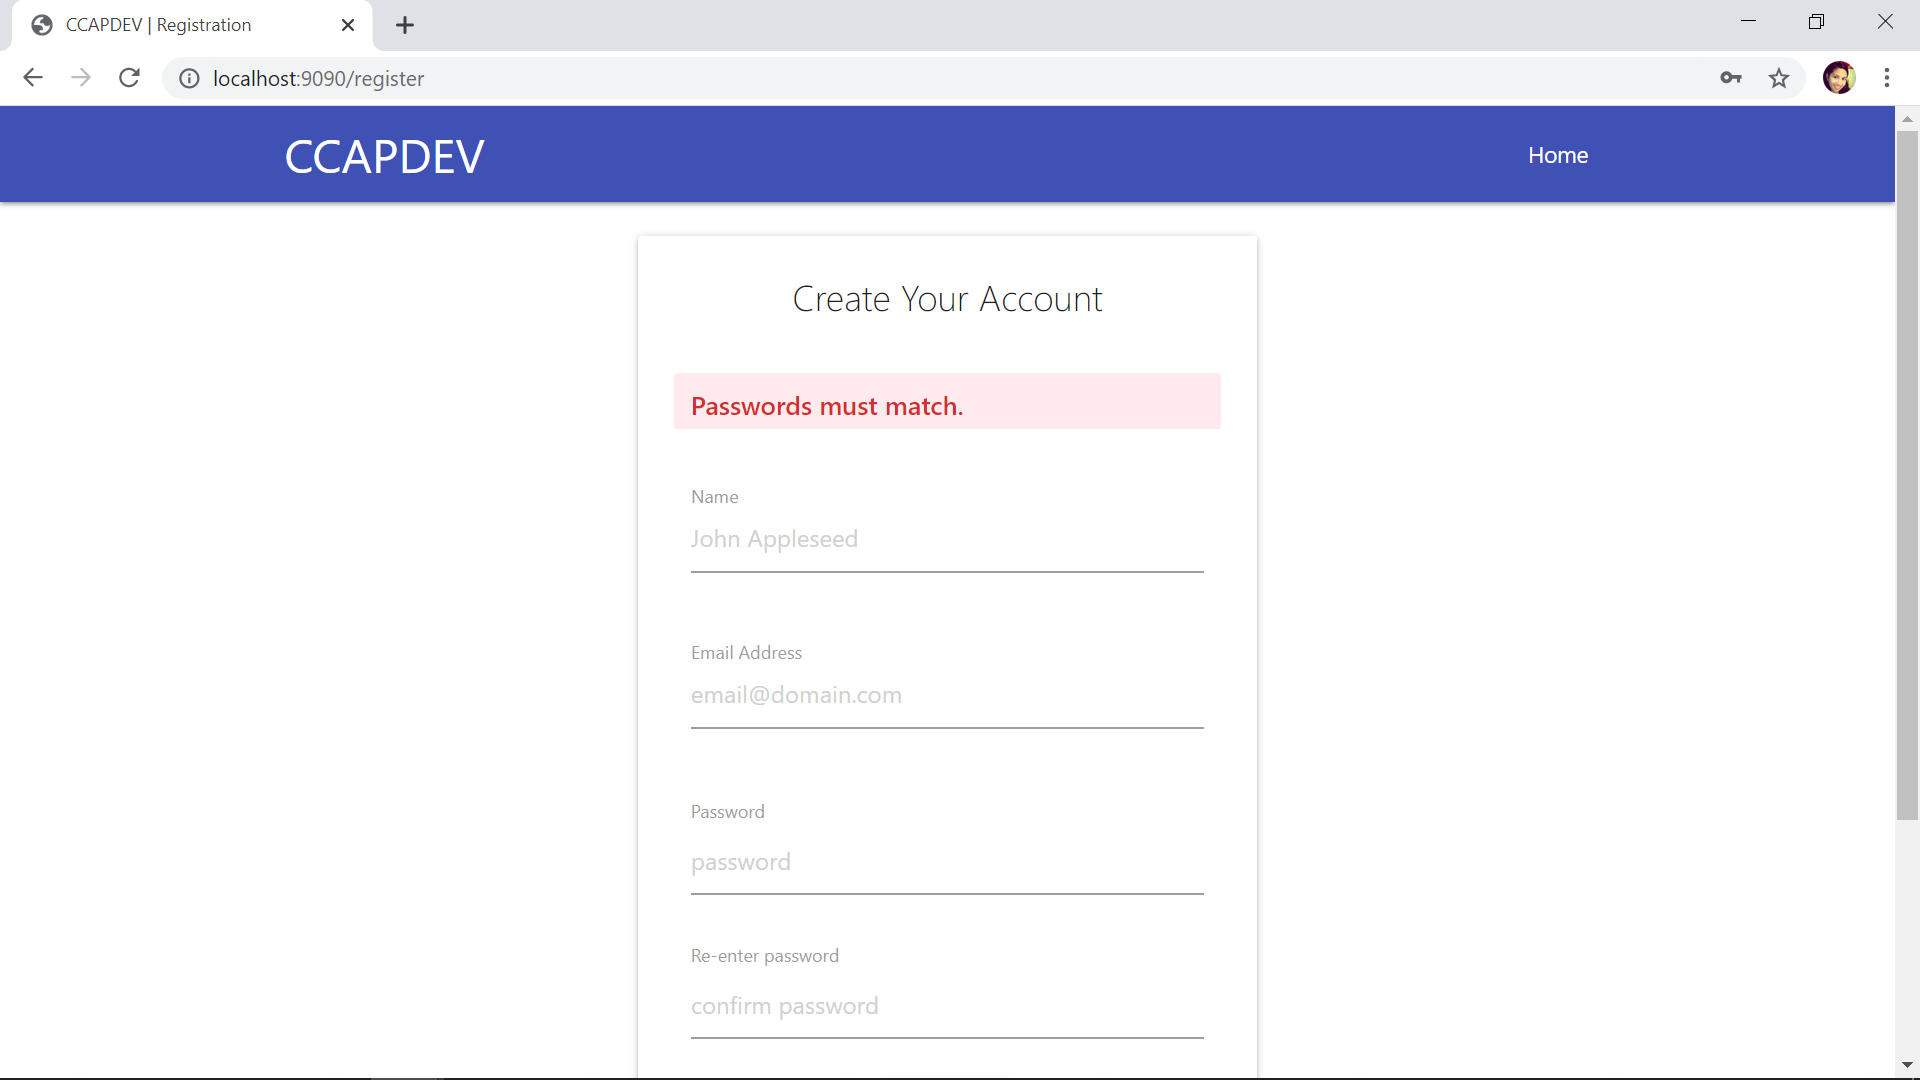 CCAPDEV | Registration
localhost:9090/register
CCAPDEV
Home
Create Your Account
Passwords must match.
Name
John Appleseed
Email Address
email@domain.com
Password
password
Re-enter password
confirm password